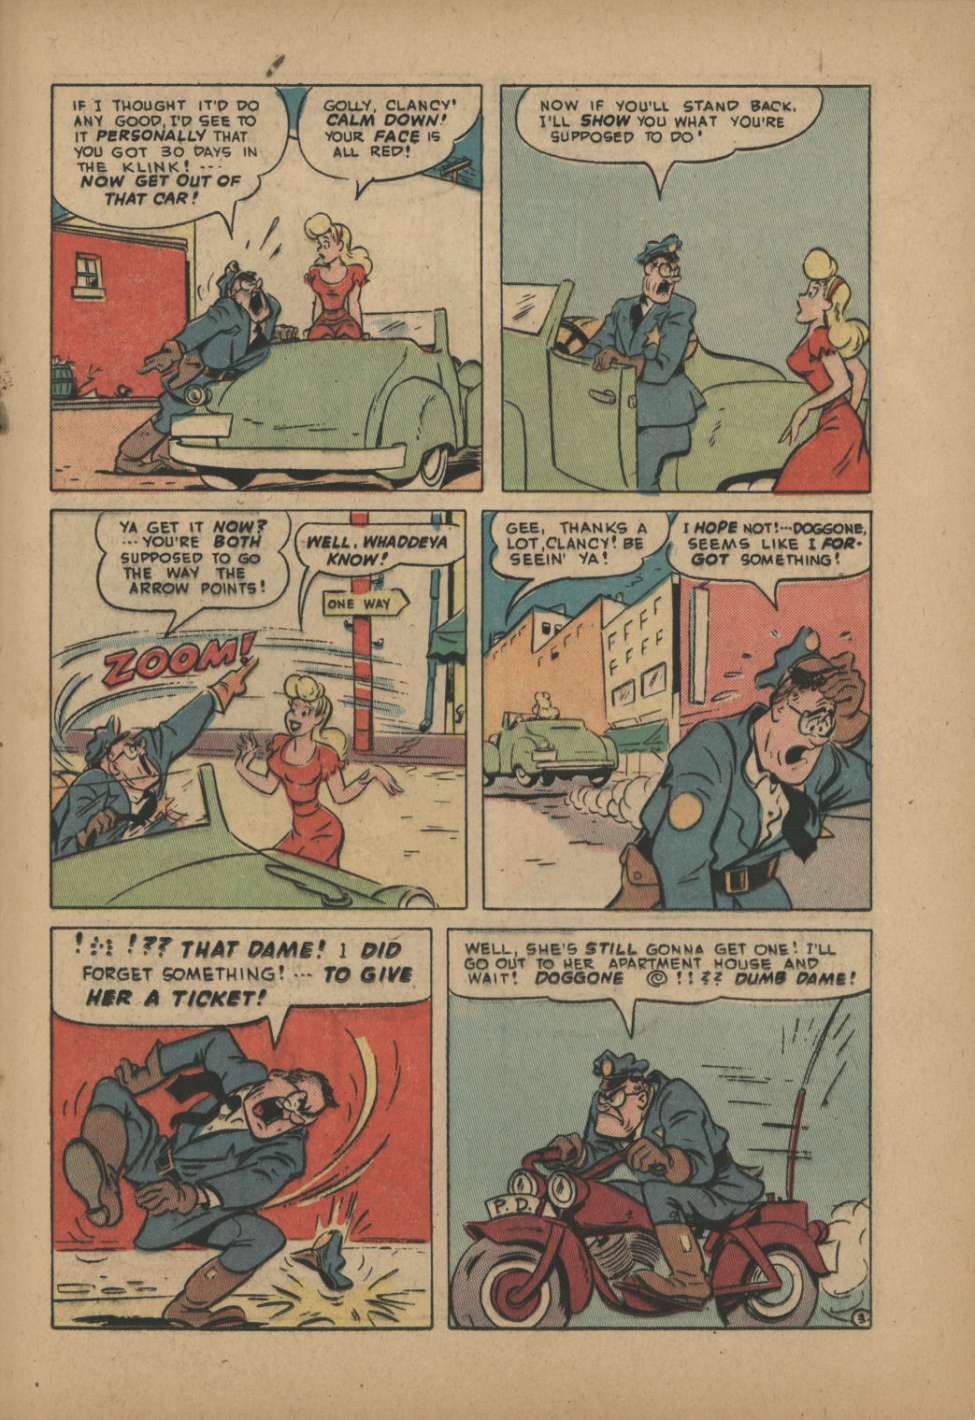 IF I THOUGHT IT'D DO
ANY GOOD, I'D SEE TO
IT PERSONALLY THAT
YOU GOT 30 DAYS IN
THE KLINK! ---
NOW GET OUT OF
THAT CAR!
GOLLY, CLANCY!
CALM DOWN!
YOUR FACE IS
ALL RED!
NOW IF YOU'LL STAND BACK,
I'LL SHOW YOU WHAT YOU'RE
SUPPOSED TO DO!
YA GET IT NOW?
--- YOU'RE BOTH
SUPPOSED TO GO
THE WAY THE
ARROW POINTS!
WELL, WHADDEYA
KNOW!
ONE WAY
ZOOM!
GEE, THANKS A
LOT, CLANCY! BE
SEEIN' YA!
I HOPE NOT!--- DOGGONE,
SEEMS LIKE I FOR-
GOT SOMETHING!
! ?? THAT DAME! I DID
FORGET SOMETHING! --- TO GIVE
HER A TICKET!
WELL, SHE'S STILL GONNA GET ONE! I'LL
GO OUT TO HER APARTMENT HOUSE AND
WAIT! DOGGONE @ ! ! ?? DUMB DAME!
P.D.
3